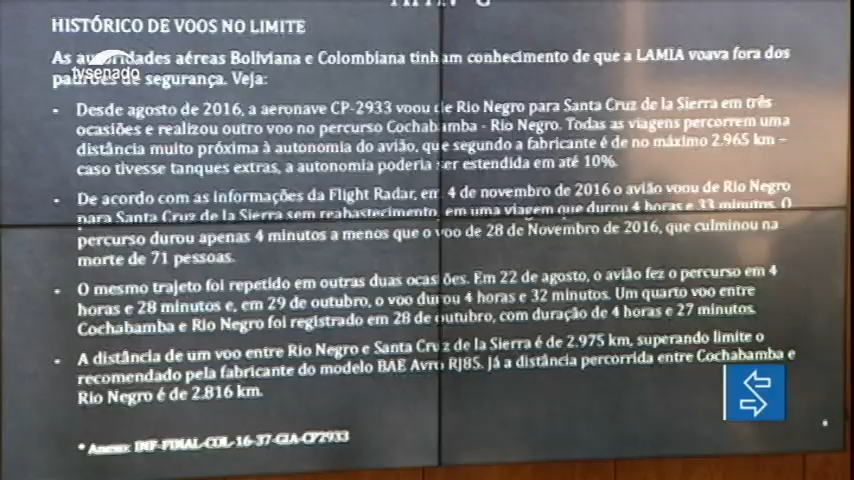 HISTÓRICO DE VOOS NO LIMITE
As autoridades aéreas Boliviana e Colombiana tinham conhecimento de que a LAMIA voava fora dos
padrões de segurança. Veja:
tvsenado
• Desde agosto de 2016, a aeronave CP-2933 voou de Rio Negro para Santa Cruz de la Sierra em três
ocasiões e realizou outro voo no percurso Cochabamba - Rio Negro. Todas as viagens percorrem uma
distância muito próxima à autonomia do avião, que segundo a fabricante é de no máximo 2.965 km –
caso tivesse tanques extras, a autonomia poderia ser estendida em até 10%.
• De acordo com as informações da Flight Radar, em 4 de novembro de 2016 o avião voou de Rio Negro
para Santa Cruz de la Sierra sem reabastecimento, em uma viagem que durou 4 horas e 33 minutos. O
percurso durou apenas 4 minutos a menos que o voo de 28 de Novembro de 2016, que culminou na
morte de 71 pessoas.
• O mesmo trajeto foi repetido em outras duas ocasiões. Em 22 de agosto, o avião fez o percurso em 4
horas e 28 minutos e, em 29 de outubro, o voo durou 4 horas e 32 minutos. Um quarto voo entre
Cochabamba e Rio Negro foi registrado em 28 de outubro, com duração de 4 horas e 27 minutos.
• A distância de um voo entre Rio Negro e Santa Cruz de la Sierra é de 2.975 km, superando limite o
recomendado pela fabricante do modelo BAE Avro RJ85. Já a distância percorrida entre Cochabamba e
Rio Negro é de 2.816 km.
* Anexo: INF-FINAL-COL-16-37-GIA-CP2933